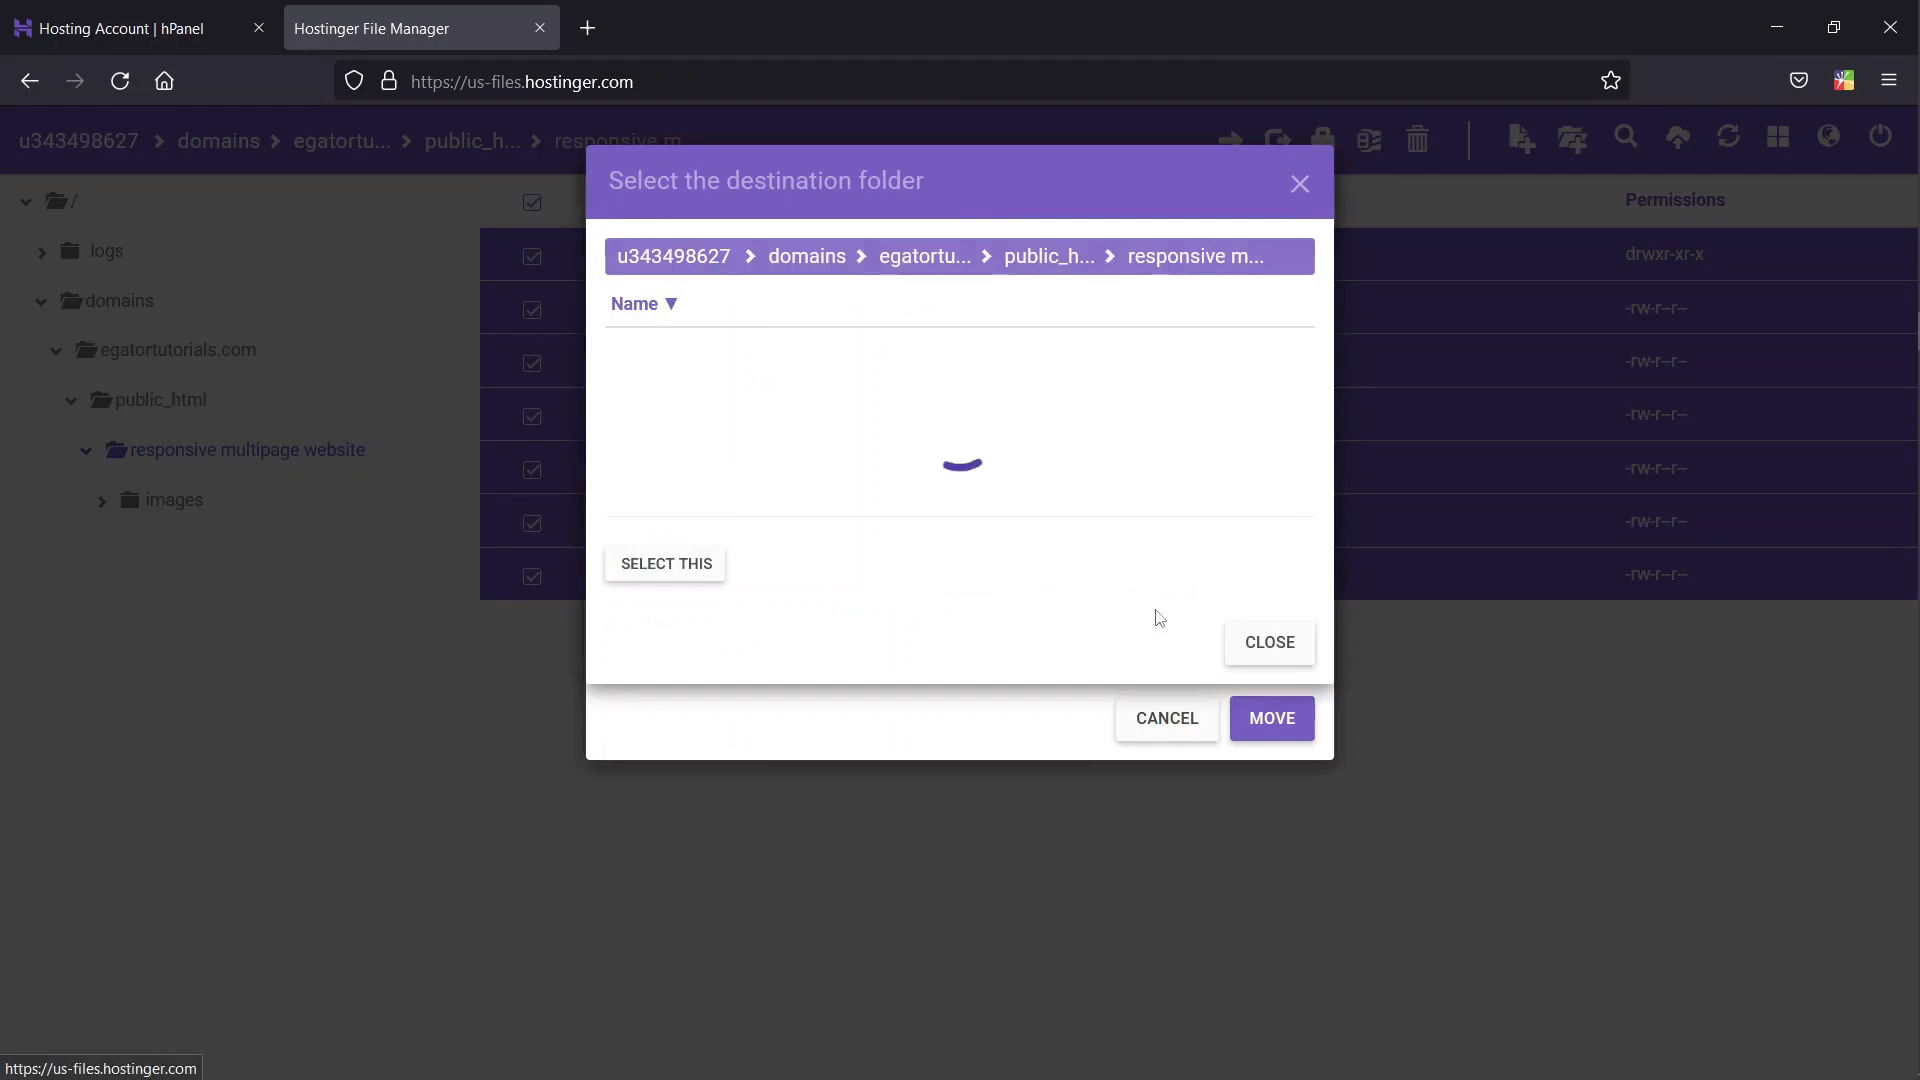 Hosting Account | hPanel
Hostinger File Manager
https://us-files.hostinger.com
u343498627 domains egatortu... public_h... responsive m...
Select the destination folder
u343498627 domains egatortu... public_h... responsive m...
Name ▼
SELECT THIS
CLOSE
CANCEL
MOVE
/
.logs
domains
egatortutorials.com
public_html
responsive multipage website
images
Permissions
drwxr-xr-x
-rw-r--r--
-rw-r--r--
-rw-r--r--
-rw-r--r--
-rw-r--r--
-rw-r--r--
https://us-files.hostinger.com